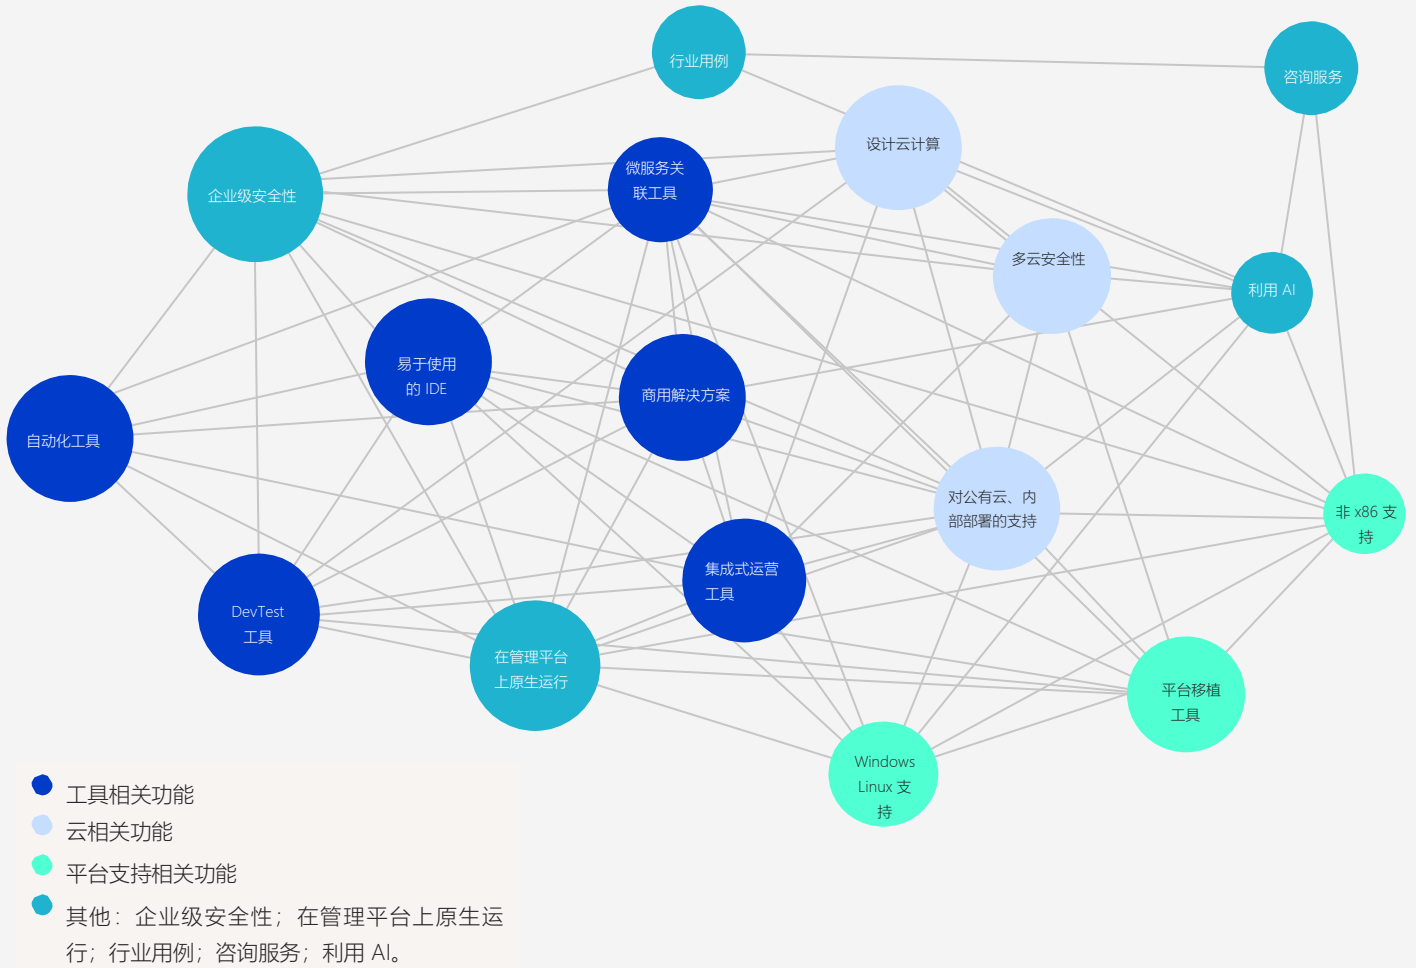 行业用例
咨询服务
设计云计算
微服务关
联工具
企业级安全性
多云安全性
利用 AI
易于使用
的 IDE
商用解决方案
自动化工具
对公有云、内
部部署的支持
非 x86 支
持
集成式运营
工具
DevTest
工具
在管理平台
上原生运行
平台移植
工具
Windows
Linux 支
持
工具相关功能
云相关功能
平台支持相关功能
其他：企业级安全性；在管理平台上原生运
行；行业用例；咨询服务；利用 AI。